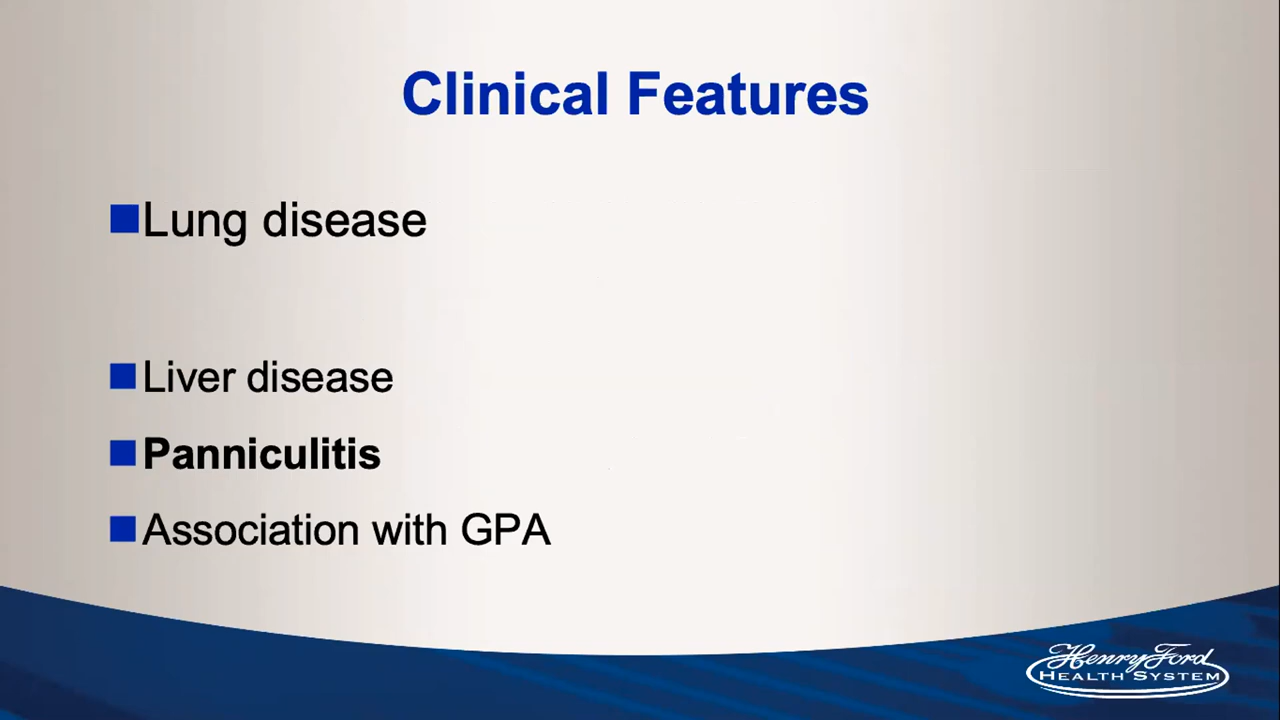 Clinical Features
Lung disease
Liver disease
Panniculitis
Association with GPA
Henry Ford
HEALTH SYSTEM